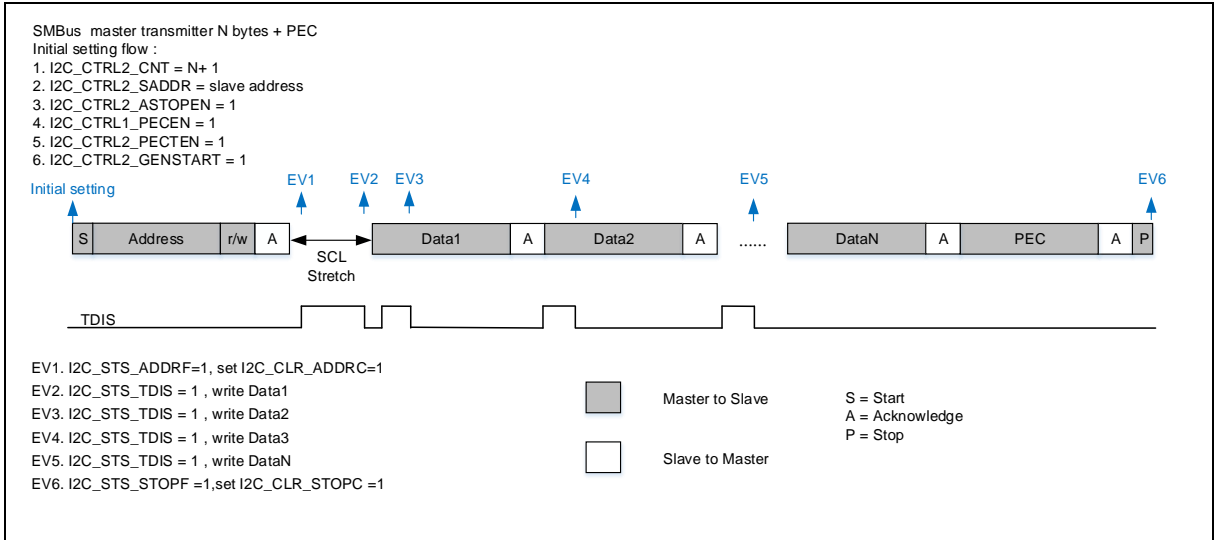 SMBus master transmitter N bytes + PEC
Initial setting flow :
1. I2C_CTRL2_CNT = N+ 1
2. I2C_CTRL2_SADDR = slave address
3. I2C_CTRL2_ASTOPEN = 1
4. I2C_CTRL1_PECEN = 1
5. I2C_CTRL2_PECTEN = 1
6. I2C_CTRL2_GENSTART = 1
Initial setting EV1 EV2 EV3 EV4 EV5 EV6
S Address r/w A Data1 A Data2 A ...... DataN A PEC A P
SCL
Stretch
TDIS
EV1. I2C_STS_ADDRF=1, set I2C_CLR_ADDRC=1
EV2. I2C_STS_TDIS = 1 , write Data1
EV3. I2C_STS_TDIS = 1 , write Data2
EV4. I2C_STS_TDIS = 1 , write Data3
EV5. I2C_STS_TDIS = 1 , write DataN
EV6. I2C_STS_STOPF =1,set I2C_CLR_STOPC =1
Master to Slave
Slave to Master
S = Start
A = Acknowledge
P = Stop